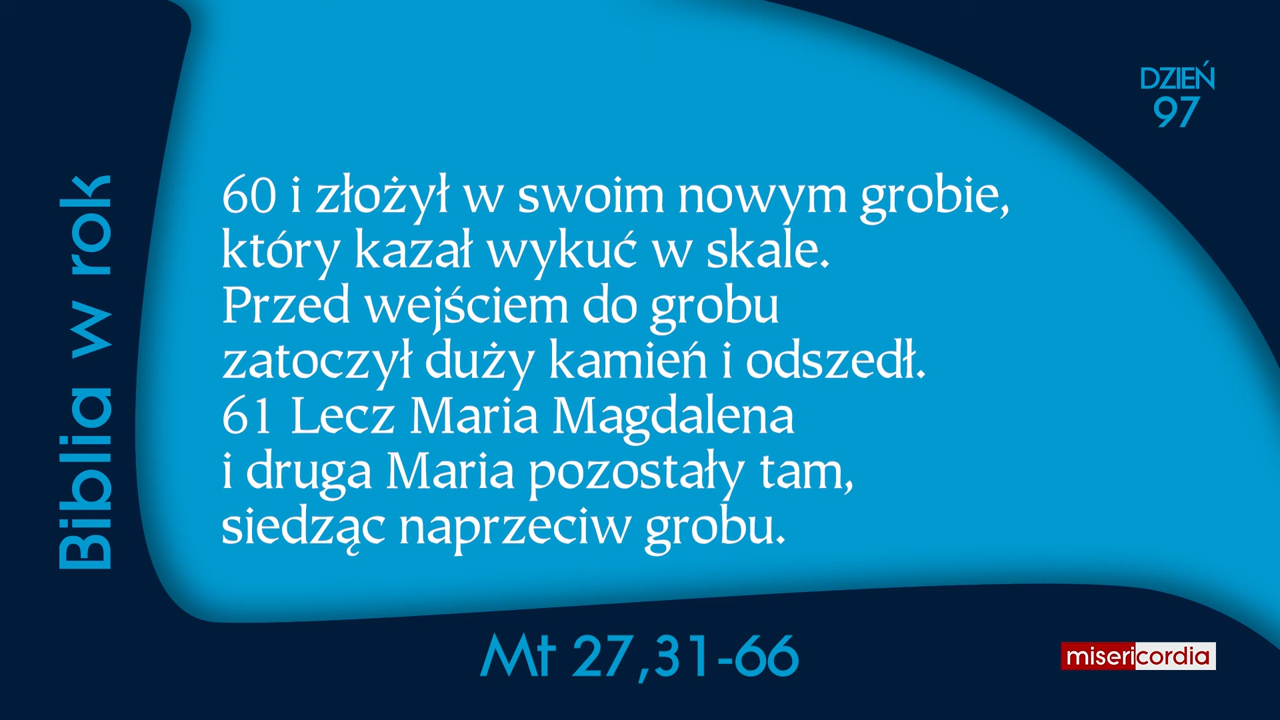 DZIEŃ
97
Biblia w rok
60 i złożył w swoim nowym grobie,
który kazał wykuć w skale.
Przed wejściem do grobu
zatoczył duży kamień i odszedł.
61 Lecz Maria Magdalena
i druga Maria pozostały tam,
siedząc naprzeciw grobu.
Mt 27,31-66
misericordia